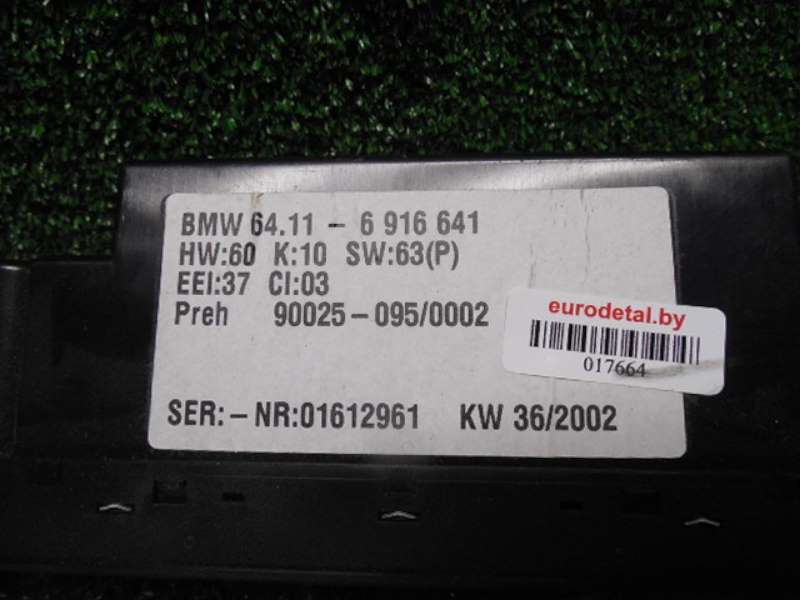 BMW 64.11 - 6 916 641
HW:60 K:10 SW:63(P)
EEI:37 CI:03
Preh 90025-095/0002
eurodetal.by
017664
SER:-NR:01612961 KW 36/2002